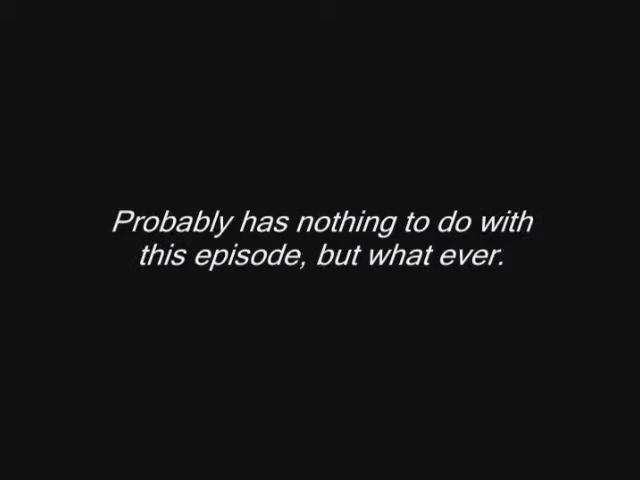 Probably has nothing to do with
this episode, but what ever.